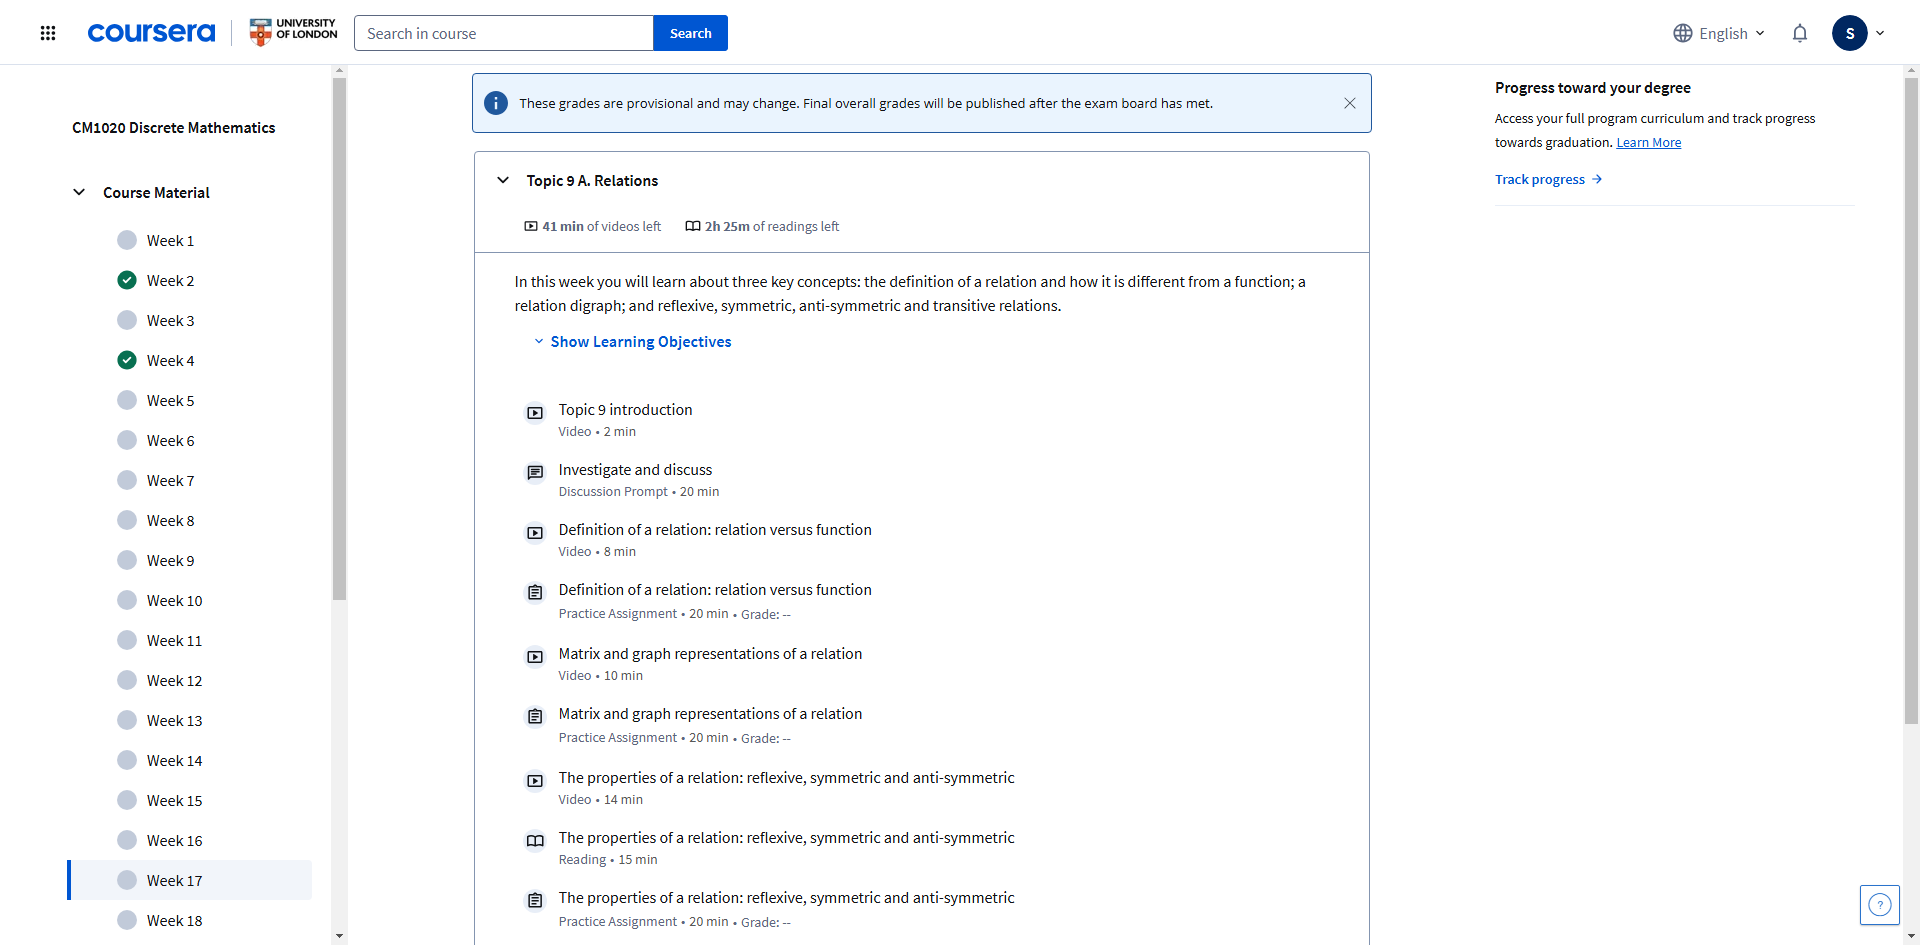 coursera
UNIVERSITY
OF LONDON
Search in course
Search
English
S
CM1020 Discrete Mathematics
Course Material
Week 1
Week 2
Week 3
Week 4
Week 5
Week 6
Week 7
Week 8
Week 9
Week 10
Week 11
Week 12
Week 13
Week 14
Week 15
Week 16
Week 17
Week 18
These grades are provisional and may change. Final overall grades will be published after the exam board has met.
Topic 9 A. Relations
41 min of videos left
2h 25m of readings left
In this week you will learn about three key concepts: the definition of a relation and how it is different from a function; a
relation digraph; and reflexive, symmetric, anti-symmetric and transitive relations.
Show Learning Objectives
Topic 9 introduction
Video • 2 min
Investigate and discuss
Discussion Prompt • 20 min
Definition of a relation: relation versus function
Video • 8 min
Definition of a relation: relation versus function
Practice Assignment • 20 min • Grade: --
Matrix and graph representations of a relation
Video • 10 min
Matrix and graph representations of a relation
Practice Assignment • 20 min • Grade: --
The properties of a relation: reflexive, symmetric and anti-symmetric
Video • 14 min
The properties of a relation: reflexive, symmetric and anti-symmetric
Reading • 15 min
The properties of a relation: reflexive, symmetric and anti-symmetric
Practice Assignment • 20 min • Grade: --
Progress toward your degree
Access your full program curriculum and track progress
towards graduation. Learn More
Track progress →
?